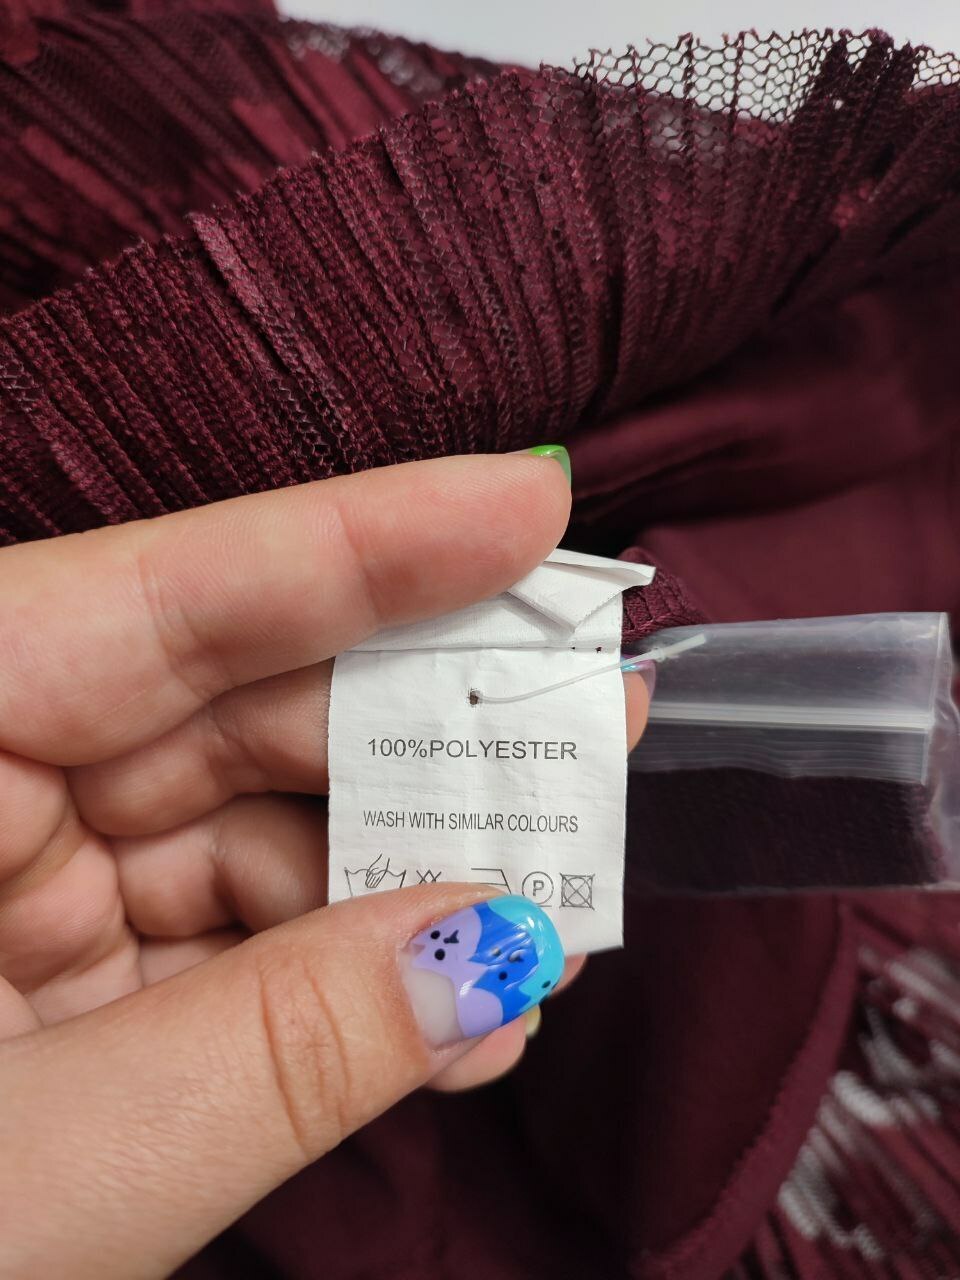 100%POLYESTER
WASH WITH SIMILAR COLOURS
P